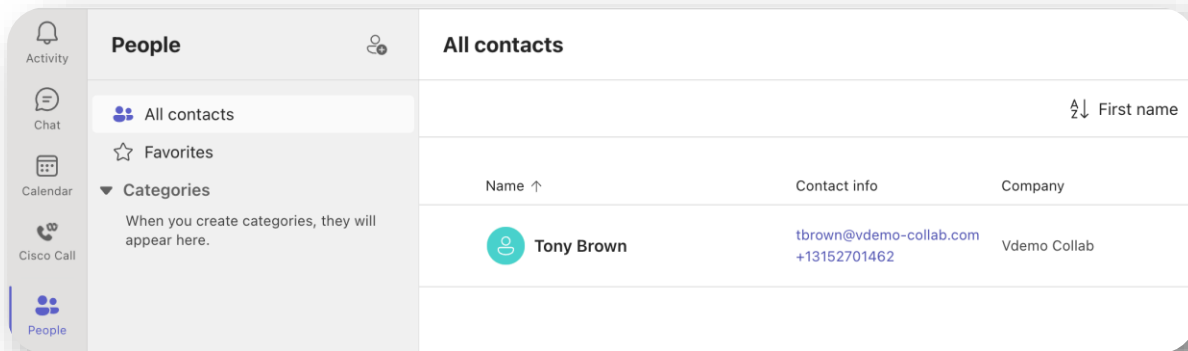 Activity
Chat
Calendar
Cisco Call
People
People
All contacts
Favorites
Categories
When you create categories, they will
appear here.
All contacts
First name
Name
Contact info
Company
Tony Brown
tbrown@vdemo-collab.com
+13152701462
Vdemo Collab